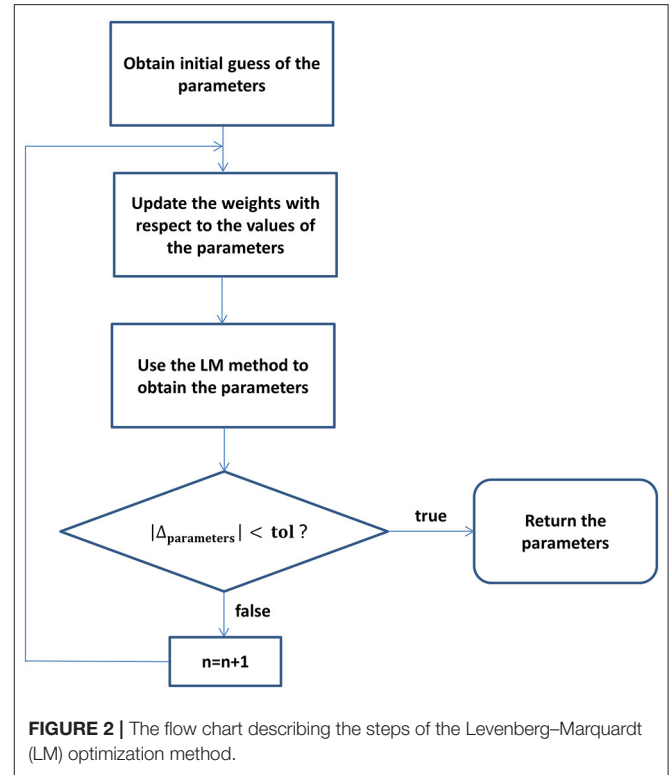 Obtain initial guess of the
parameters
Update the weights with
respect to the values of
the parameters
Use the LM method to
obtain the parameters
|Δparameters| < tol ?
true
Return the
parameters
false
n=n+1
FIGURE 2 | The flow chart describing the steps of the Levenberg–Marquardt
(LM) optimization method.